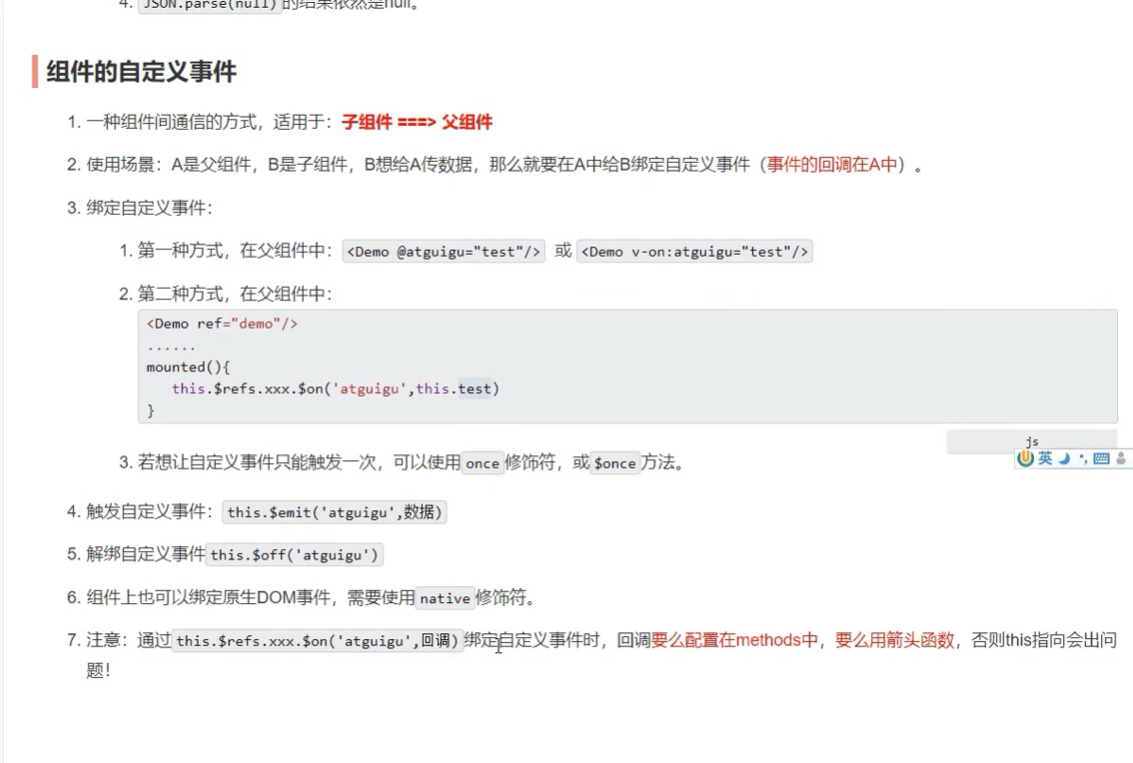 4. JSON.parse(null)的结果依然是null。
组件的自定义事件
1. 一种组件间通信的方式，适用于：子组件 ===> 父组件
2. 使用场景：A是父组件，B是子组件，B想给A传数据，那么就要在A中给B绑定自定义事件（事件的回调在A中）。
3. 绑定自定义事件：
1. 第一种方式，在父组件中：<Demo @atguigu="test"/> 或 <Demo v-on:atguigu="test"/>
2. 第二种方式，在父组件中：
<Demo ref="demo"/>
......
mounted(){
this.$refs.xxx.$on('atguigu',this.test)
}
js
英
3. 若想让自定义事件只能触发一次，可以使用once修饰符，或$once方法。
4. 触发自定义事件：this.$emit('atguigu',数据)
5. 解绑自定义事件this.$off('atguigu')
6. 组件上也可以绑定原生DOM事件，需要使用native修饰符。
7. 注意：通过this.$refs.xxx.$on('atguigu',回调)绑定自定义事件时，回调要么配置在methods中，要么用箭头函数，否则this指向会出问
题！